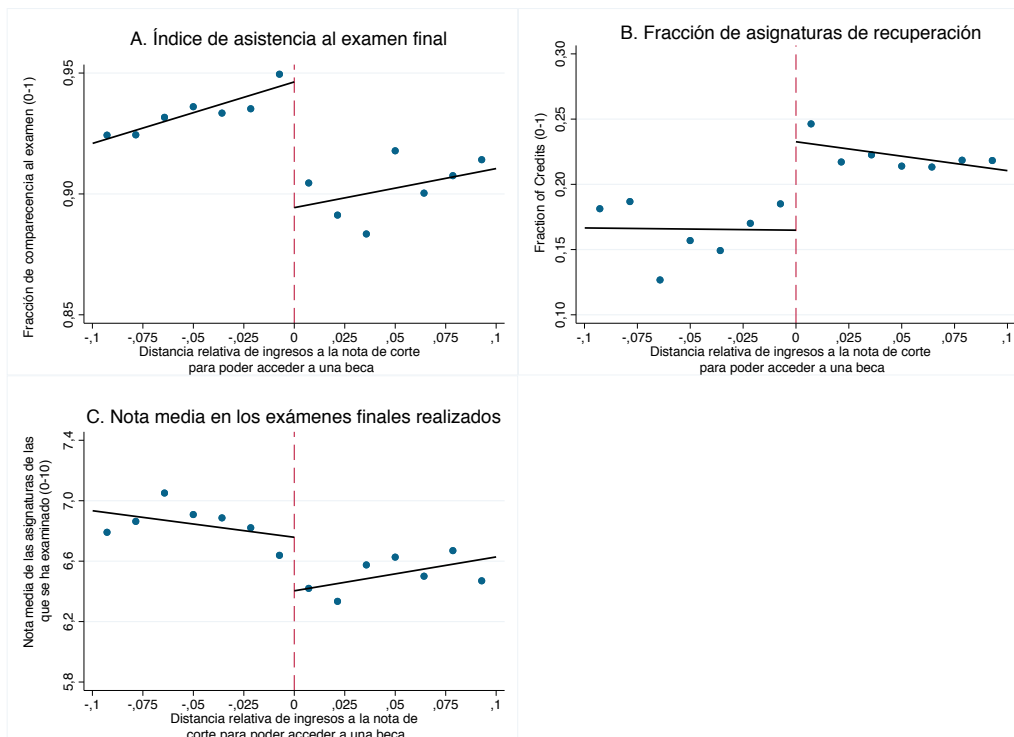 A. Índice de asistencia al examen final
Fracción de comparecencia al examen (0-1)
0,95
0,90
0,85
-,1 -,075 -,05 -,025 0 ,025 ,05 ,075 ,1
Distancia relativa de ingresos a la nota de corte
para poder acceder a una beca
B. Fracción de asignaturas de recuperación
Fraction of Credits (0-1)
0,30
0,25
0,20
0,15
0,10
-,1 -,075 -,05 -,025 0 ,025 ,05 ,075 ,1
Distancia relativa de ingresos a la nota de corte
para poder acceder a una beca
C. Nota media en los exámenes finales realizados
Nota media de las asignaturas de las
que se ha examinado (0-10)
7,4
7,0
6,6
6,2
5,8
-,1 -,075 -,05 -,025 0 ,025 ,05 ,075 ,1
Distancia relativa de ingresos a la nota de
corte para poder acceder a una beca